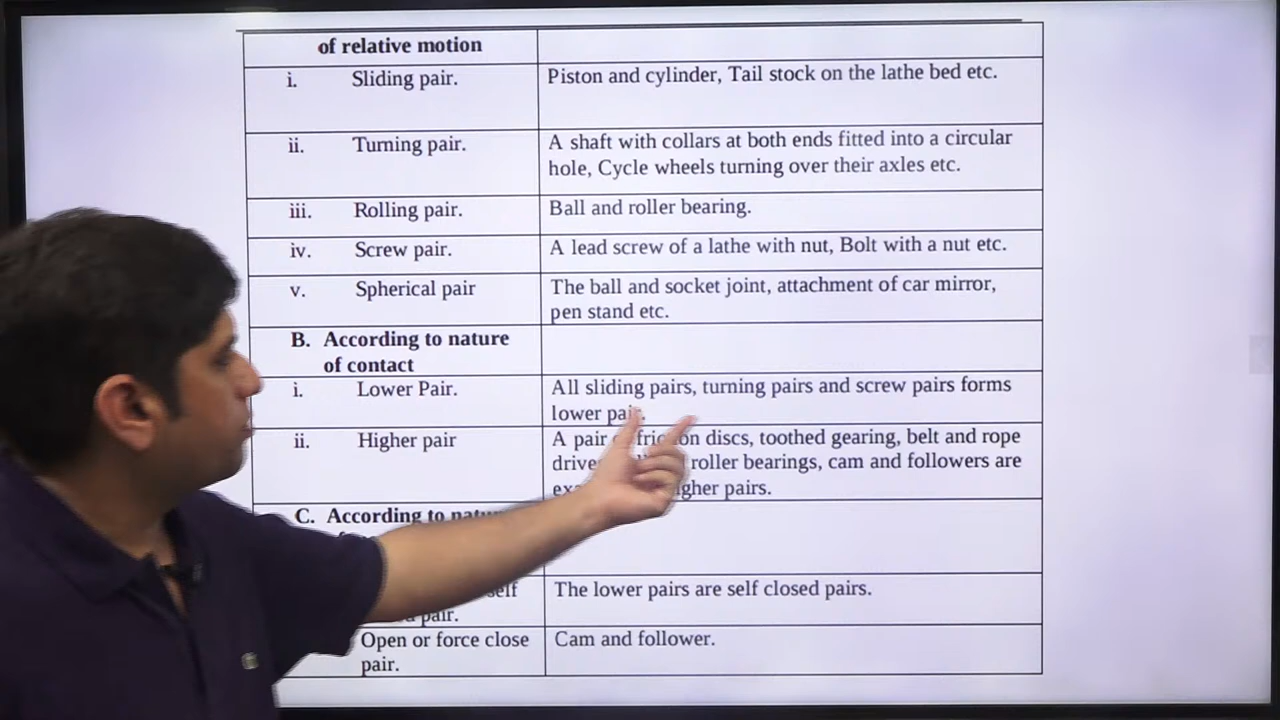 of relative motion
i. Sliding pair.
Piston and cylinder, Tail stock on the lathe bed etc.
ii. Turning pair.
A shaft with collars at both ends fitted into a circular
hole, Cycle wheels turning over their axles etc.
iii. Rolling pair.
Ball and roller bearing.
iv. Screw pair.
A lead screw of a lathe with nut, Bolt with a nut etc.
v. Spherical pair
The ball and socket joint, attachment of car mirror,
pen stand etc.
B. According to nature
of contact
i. Lower Pair.
All sliding pairs, turning pairs and screw pairs forms
lower pair.
ii. Higher pair
A pair discs, toothed gearing, belt and rope
roller bearings, cam and followers are
pairs.
C. According to
The lower pairs are self closed pairs.
self
pair.
Open or force close
pair.
Cam and follower.